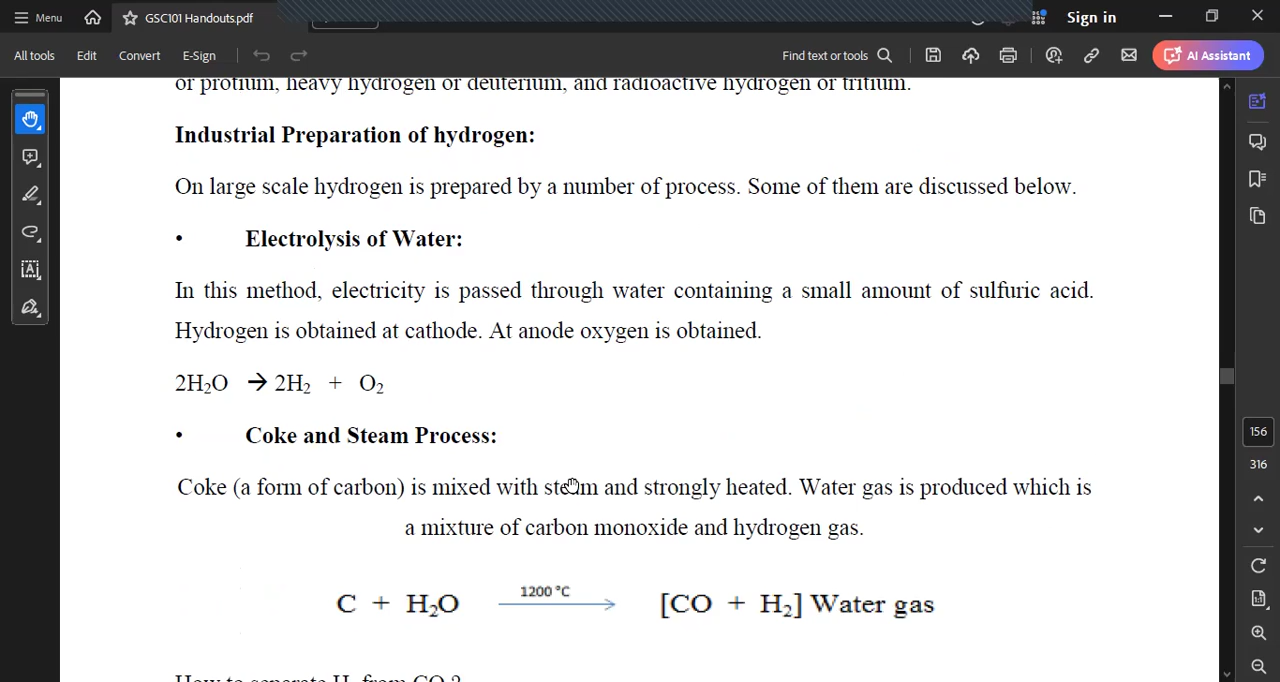 Menu
GSC101 Handouts.pdf
Sign in
All tools Edit Convert E-Sign Find text or tools AI Assistant
or protium, heavy hydrogen or deuterium, and radioactive hydrogen or tritium.
Industrial Preparation of hydrogen:
On large scale hydrogen is prepared by a number of process. Some of them are discussed below.
• Electrolysis of Water:
In this method, electricity is passed through water containing a small amount of sulfuric acid.
Hydrogen is obtained at cathode. At anode oxygen is obtained.
2H₂O → 2H₂ + O₂
• Coke and Steam Process:
Coke (a form of carbon) is mixed with steam and strongly heated. Water gas is produced which is
a mixture of carbon monoxide and hydrogen gas.
1200 °C
C + H₂O → [CO + H₂] Water gas
How to separate H₂ from CO ?
156
316